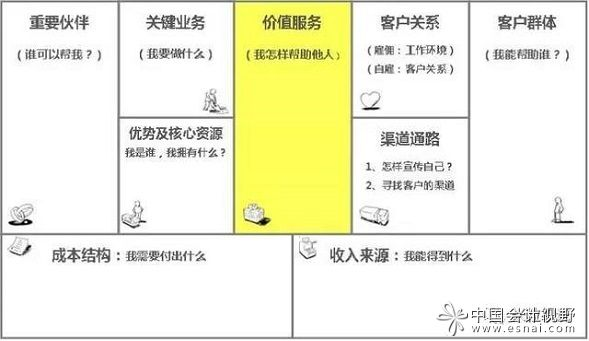 重要伙伴
（谁可以帮我？）
关键业务
（我要做什么）
优势及核心资源
我是谁，我拥有什么？
价值服务
（我怎样帮助他人）
客户关系
（雇佣：工作环境）
（自雇：客户关系）
渠道通路
1、怎样宣传自己？
2、寻找客户的渠道
客户群体
（我能帮助谁？）
成本结构：我需要付出什么
收入来源：我能得到什么
中国会计视野
www.esnai.com